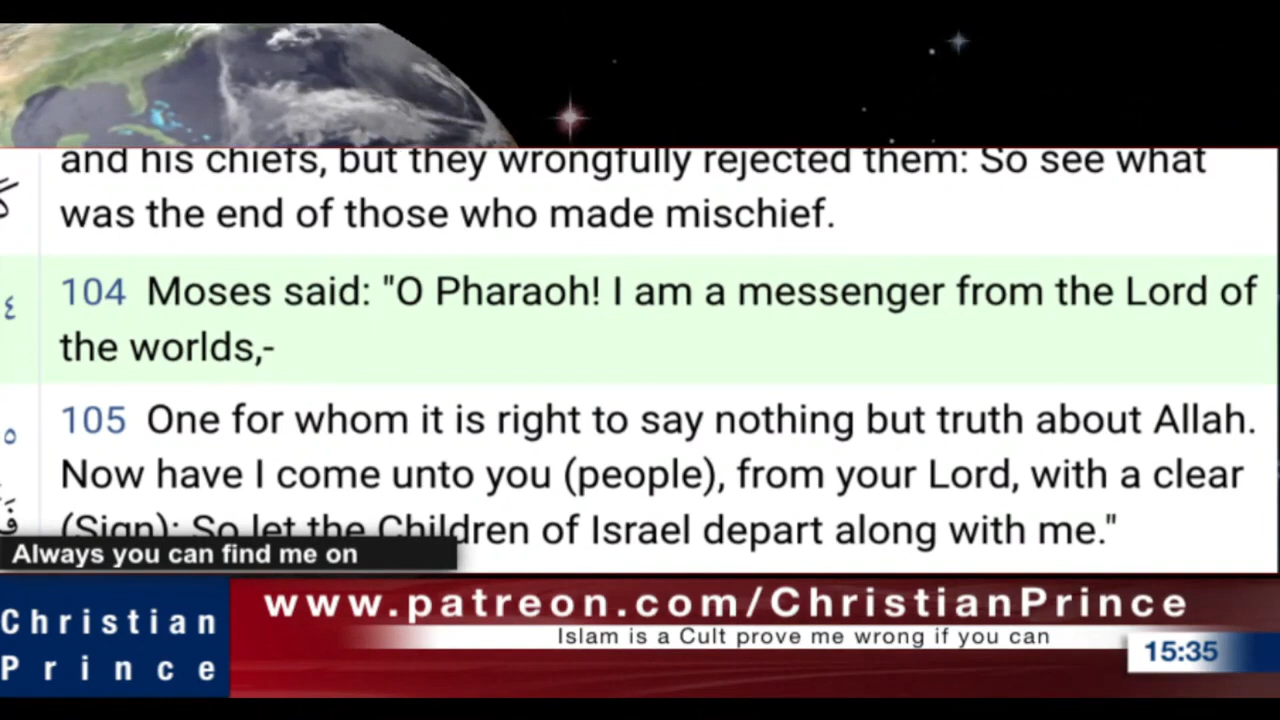 and his chiefs, but they wrongfully rejected them: So see what
was the end of those who made mischief.
٤
104 Moses said: "O Pharaoh! I am a messenger from the Lord of
the worlds,-
٥
105 One for whom it is right to say nothing but truth about Allah.
Now have I come unto you (people), from your Lord, with a clear
(Sign): So let the Children of Israel depart along with me."
Always you can find me on
Christian
Prince
www.patreon.com/ChristianPrince
Islam is a Cult prove me wrong if you can
15:35